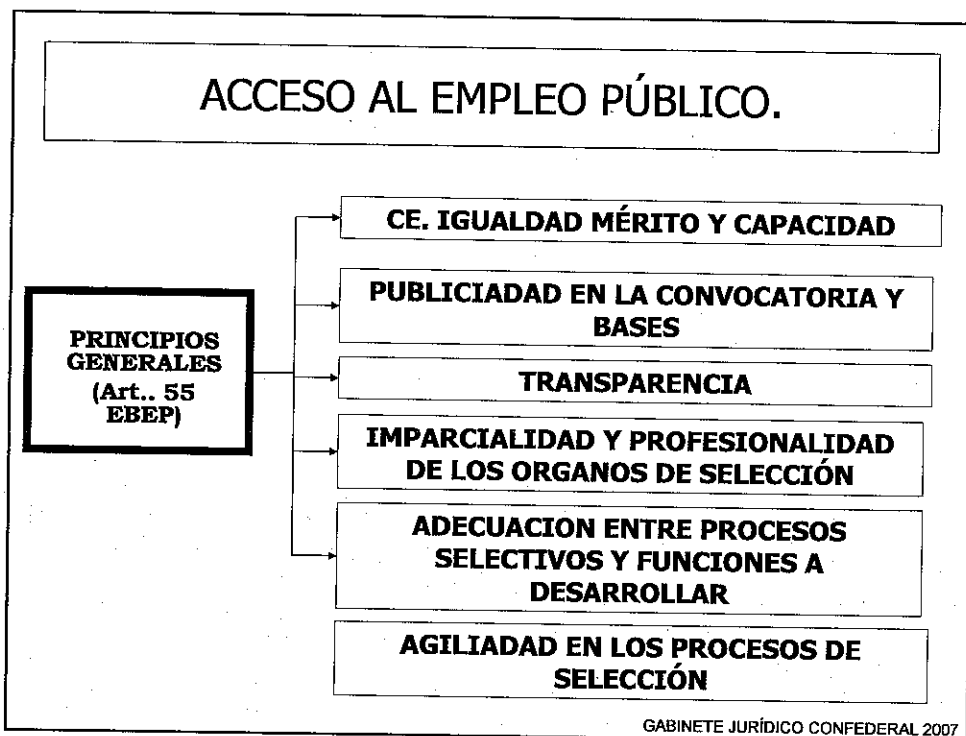 ACCESO AL EMPLEO PÚBLICO.
PRINCIPIOS
GENERALES
(Art.. 55
EBEP)
CE. IGUALDAD MÉRITO Y CAPACIDAD
PUBLICIADAD EN LA CONVOCATORIA Y
BASES
TRANSPARENCIA
IMPARCIALIDAD Y PROFESIONALIDAD
DE LOS ORGANOS DE SELECCIÓN
ADECUACION ENTRE PROCESOS
SELECTIVOS Y FUNCIONES A
DESARROLLAR
AGILIADAD EN LOS PROCESOS DE
SELECCIÓN
GABINETE JURÍDICO CONFEDERAL 2007